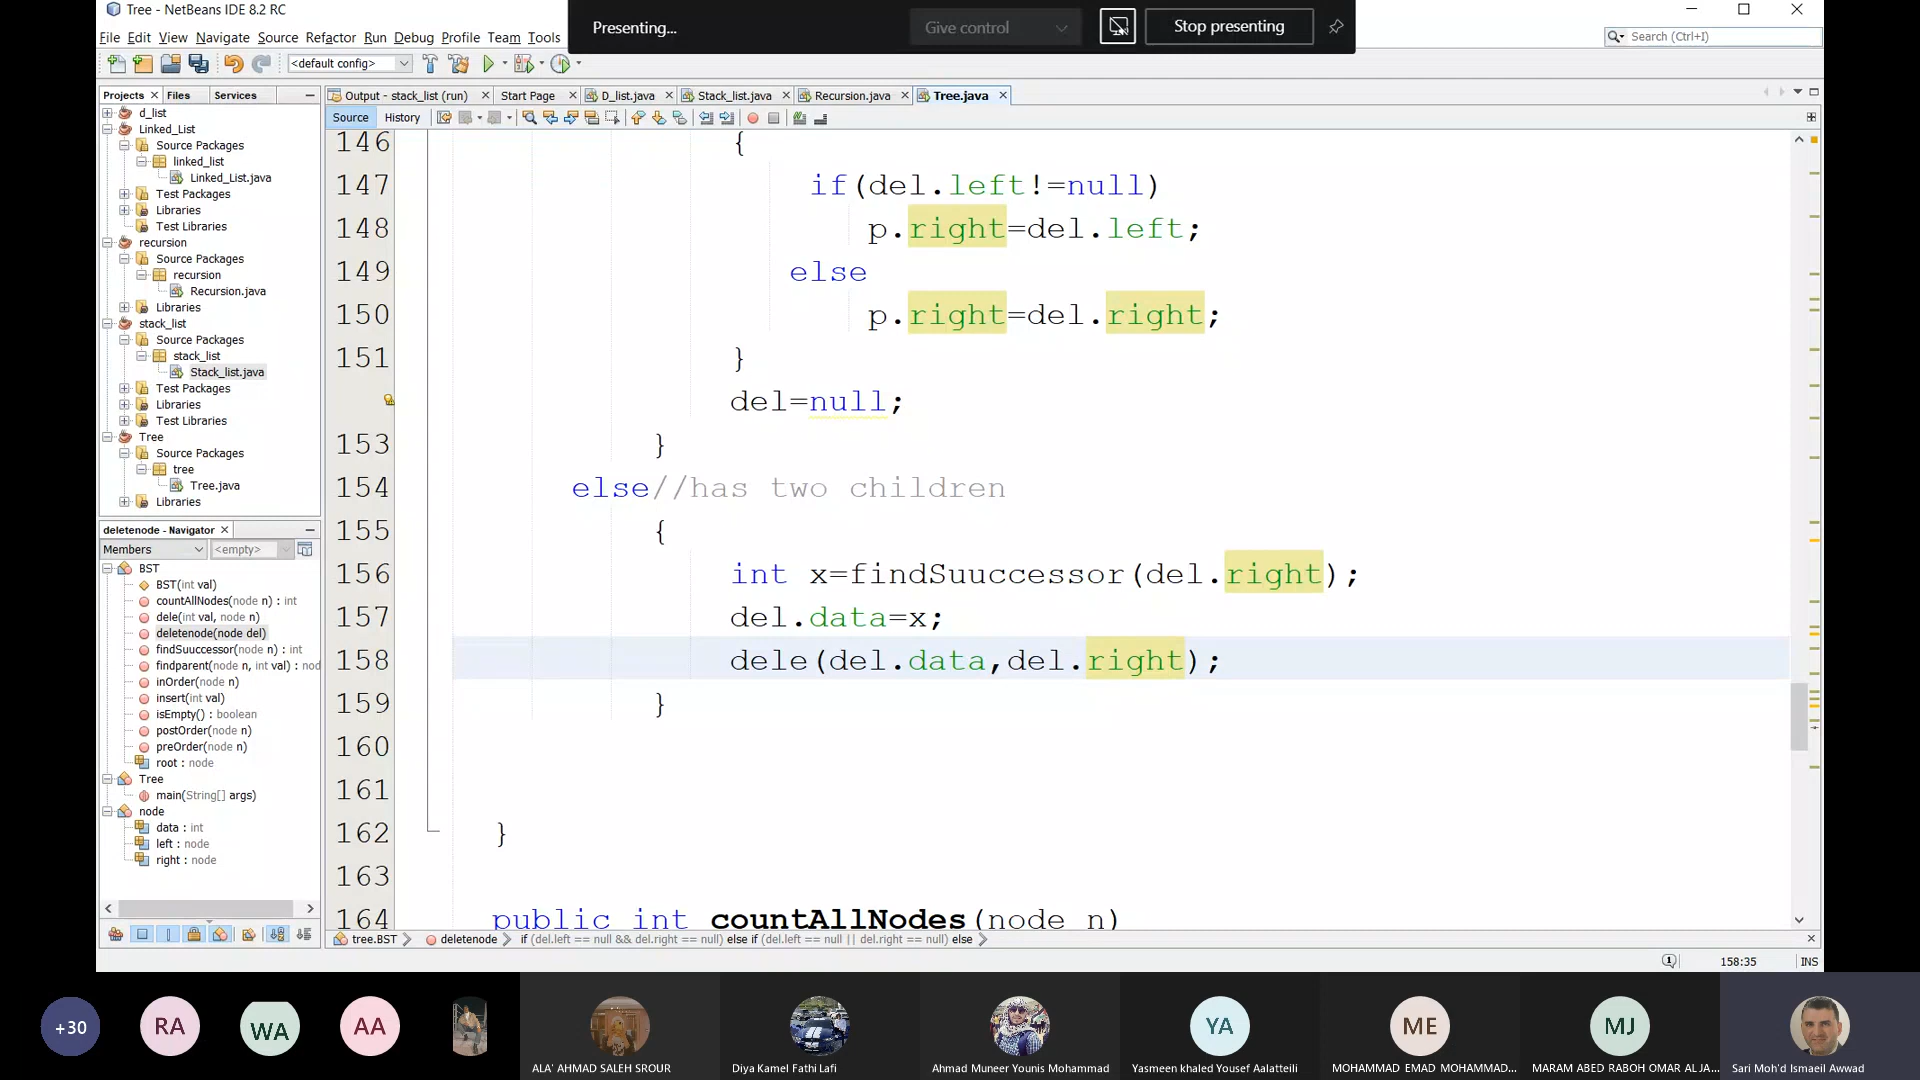 Tree - NetBeans IDE 8.2 RC
Presenting...
Give control
Stop presenting
File Edit View Navigate Source Refactor Run Debug Profile Team Tools
Search (Ctrl+I)
<default config>
Projects Files Services
Output - stack_list (run) Start Page D_list.java Stack_list.java Recursion.java Tree.java
Source History
d_list
Linked_List
Source Packages
linked_list
Linked_List.java
Test Packages
Libraries
Test Libraries
recursion
Source Packages
recursion
Recursion.java
Libraries
stack_list
Source Packages
stack_list
Stack_list.java
Test Packages
Libraries
Test Libraries
Tree
Source Packages
tree
Tree.java
Libraries
deletenode - Navigator
Members <empty>
BST
BST(int val)
countAllNodes(node n) : int
dele(int val, node n)
deletenode(node del)
findSuuccessor(node n) : int
findparent(node n, int val) : nod
inOrder(node n)
insert(int val)
isEmpty() : boolean
postOrder(node n)
preOrder(node n)
root : node
Tree
main(String[] args)
node
data : int
left : node
right : node
146 {
147 if(del.left!=null)
148 p.right=del.left;
149 else
150 p.right=del.right;
151 }
del=null;
153 }
154 else//has two children
155 {
156 int x=findSuuccessor(del.right);
157 del.data=x;
158 dele(del.data,del.right);
159 }
160
161
162 }
163
164 public int countAllNodes(node n)
tree.BST deletenode if (del.left == null && del.right == null) else if (del.left == null || del.right == null) else
158:35 INS
+30
RA
WA
AA
YA
ME
MJ
ALA' AHMAD SALEH SROUR
Diya Kamel Fathi Lafi
Ahmad Muneer Younis Mohammad
Yasmeen khaled Yousef Aalatteili
MOHAMMAD EMAD MOHAMMAD...
MARAM ABED RABOH OMAR AL JA...
Sari Moh'd Ismaeil Awwad